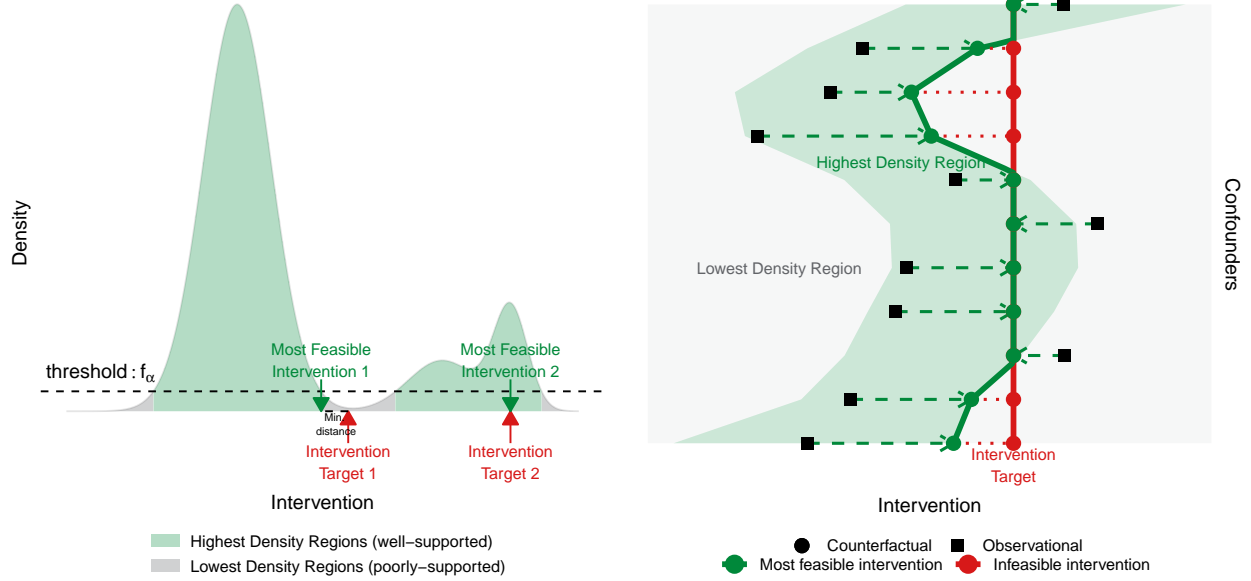 Density
threshold : fα
Most Feasible
Intervention 1
Most Feasible
Intervention 2
Min.
distance
Intervention
Target 1
Intervention
Target 2
Intervention
Highest Density Regions (well−supported)
Lowest Density Regions (poorly−supported)
Highest Density Region
Lowest Density Region
Confounders
Intervention
Target
Intervention
Counterfactual
Observational
Most feasible intervention
Infeasible intervention